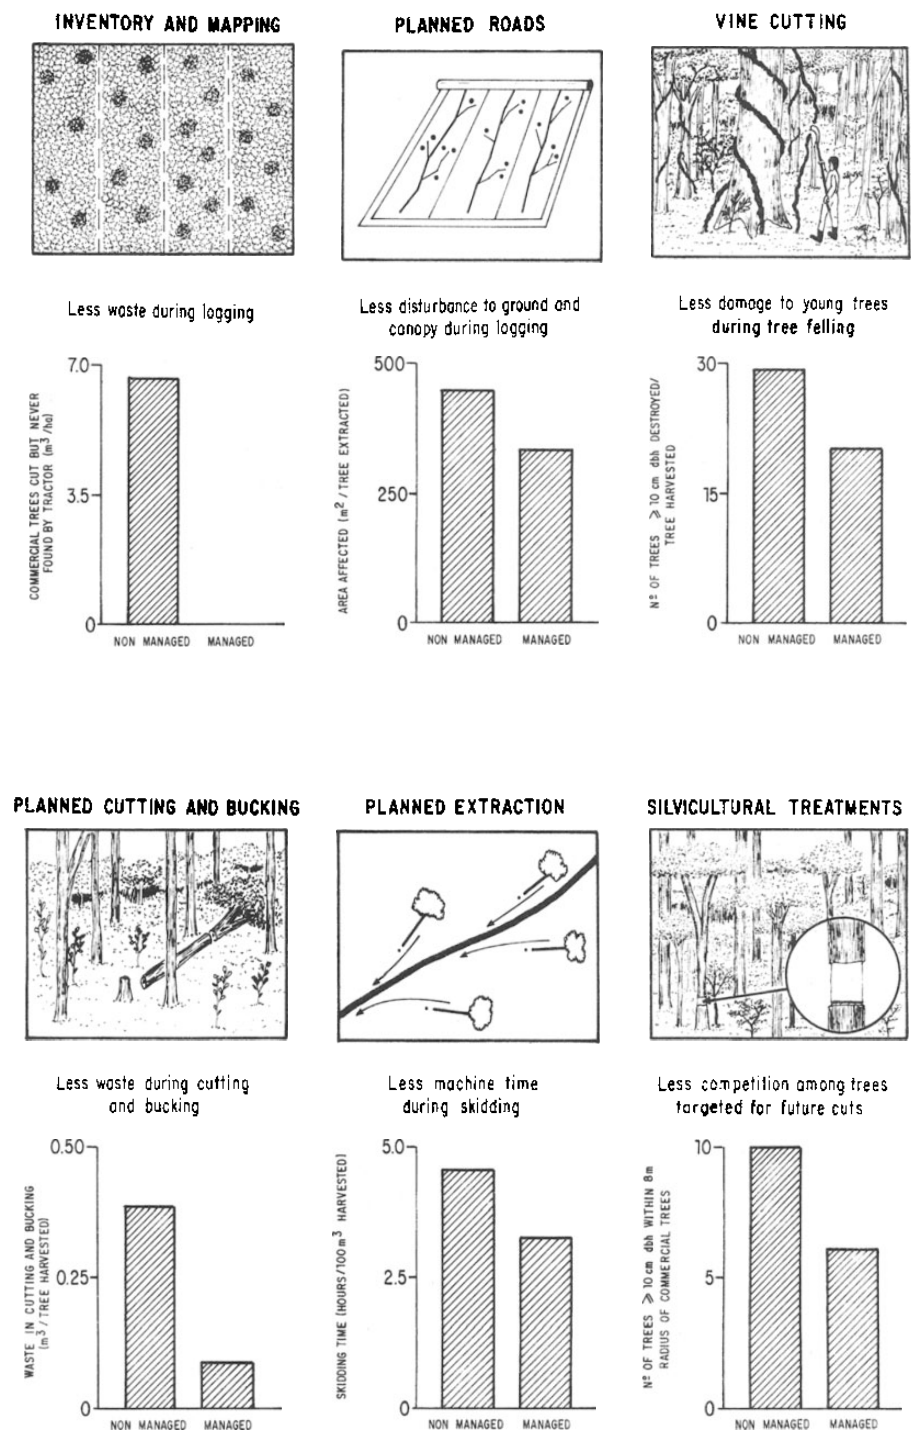 INVENTORY AND MAPPING
Less waste during logging
COMMERCIAL TREES CUT BUT NEVER
FOUND BY TRACTOR (m³/ha)
7.0
3.5
0
NON MANAGED MANAGED
PLANNED ROADS
Less disturbance to ground and
canopy during logging
AREA AFFECTED (m²/TREE EXTRACTED)
500
250
0
NON MANAGED MANAGED
VINE CUTTING
Less damage to young trees
during tree felling
Nº OF TREES ⩾10cm dbh DESTROYED/
TREE HARVESTED
30
15
0
NON MANAGED MANAGED
PLANNED CUTTING AND BUCKING
Less waste during cutting
and bucking
WASTE IN CUTTING AND BUCKING
(m³/TREE HARVESTED)
0.50
0.25
0
NON MANAGED MANAGED
PLANNED EXTRACTION
Less machine time
during skidding
SKIDDING TIME (HOURS/100m³ HARVESTED)
5.0
2.5
0
NON MANAGED MANAGED
SILVICULTURAL TREATMENTS
Less competition among trees
targeted for future cuts
Nº OF TREES ⩾10cm dbh WITHIN 8m
RADIUS OF COMMERCIAL TREES
10
5
0
NON MANAGED MANAGED